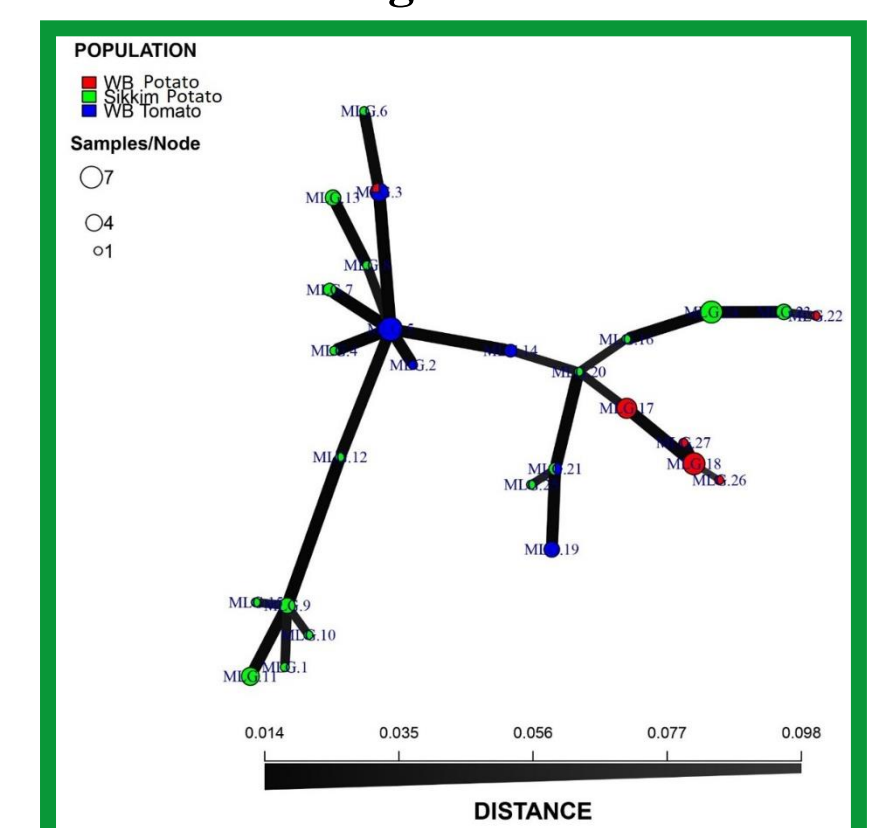 POPULATION
WB Potato
Sikkim Potato
WB Tomato
Samples/Node
7
4
1
MLG.6
MLG.3
MLG.13
MLG.7
MLG.4
MLG.2
MLG.14
MLG.16
MLG.22
MLG.20
MLG.17
MLG.27
MLG.18
MLG.26
MLG.21
MLG.19
MLG.12
MLG.9
MLG.10
MLG.1
MLG.11
0.014 0.035 0.056 0.077 0.098
DISTANCE